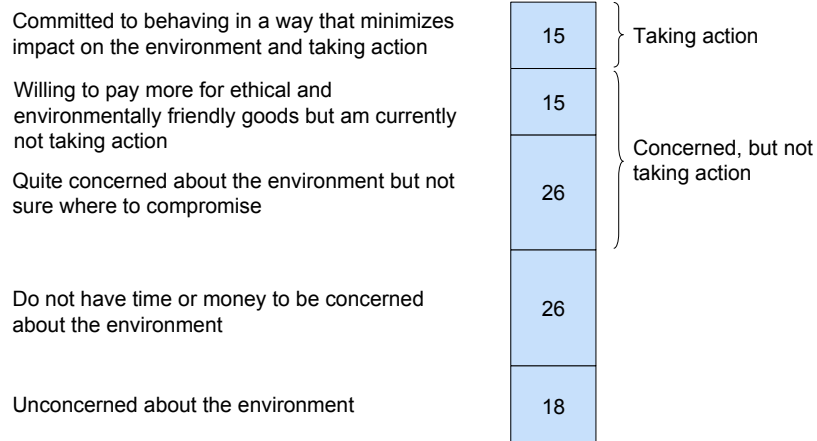 Committed to behaving in a way that minimizes
impact on the environment and taking action
15
Taking action
Willing to pay more for ethical and
environmentally friendly goods but am currently
not taking action
15
Concerned, but not
taking action
Quite concerned about the environment but not
sure where to compromise
26
Do not have time or money to be concerned
about the environment
26
Unconcerned about the environment
18